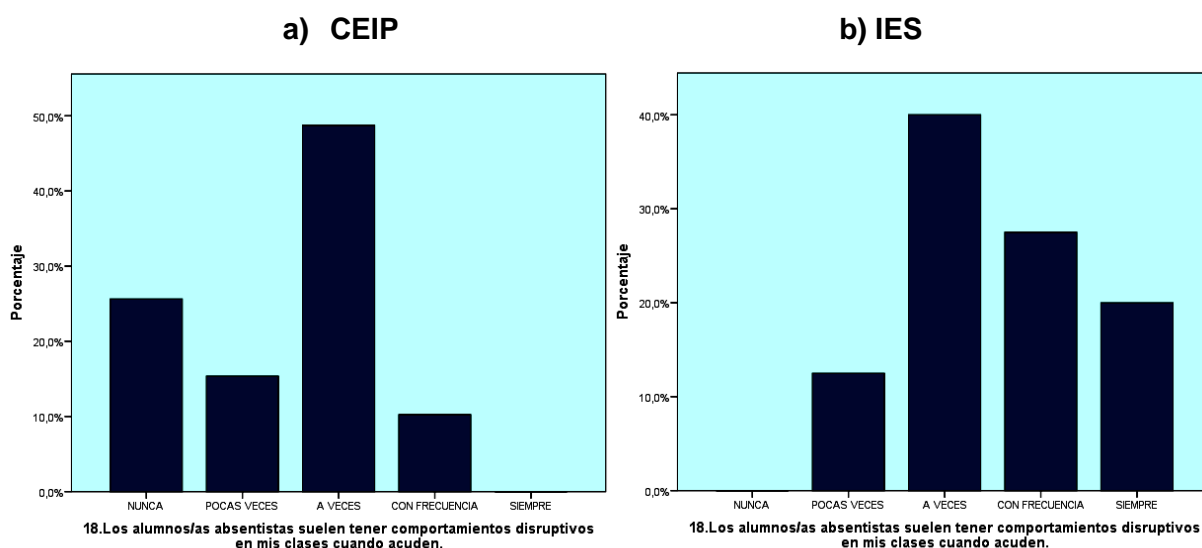 a) CEIP
b) IES
Porcentaje
50,0%
40,0%
30,0%
20,0%
10,0%
0,0%
NUNCA
POCAS VECES
A VECES
CON FRECUENCIA
SIEMPRE
18.Los alumnos/as absentistas suelen tener comportamientos disruptivos
en mis clases cuando acuden.
Porcentaje
40,0%
30,0%
20,0%
10,0%
0,0%
NUNCA
POCAS VECES
A VECES
CON FRECUENCIA
SIEMPRE
18.Los alumnos/as absentistas suelen tener comportamientos disruptivos
en mis clases cuando acuden.